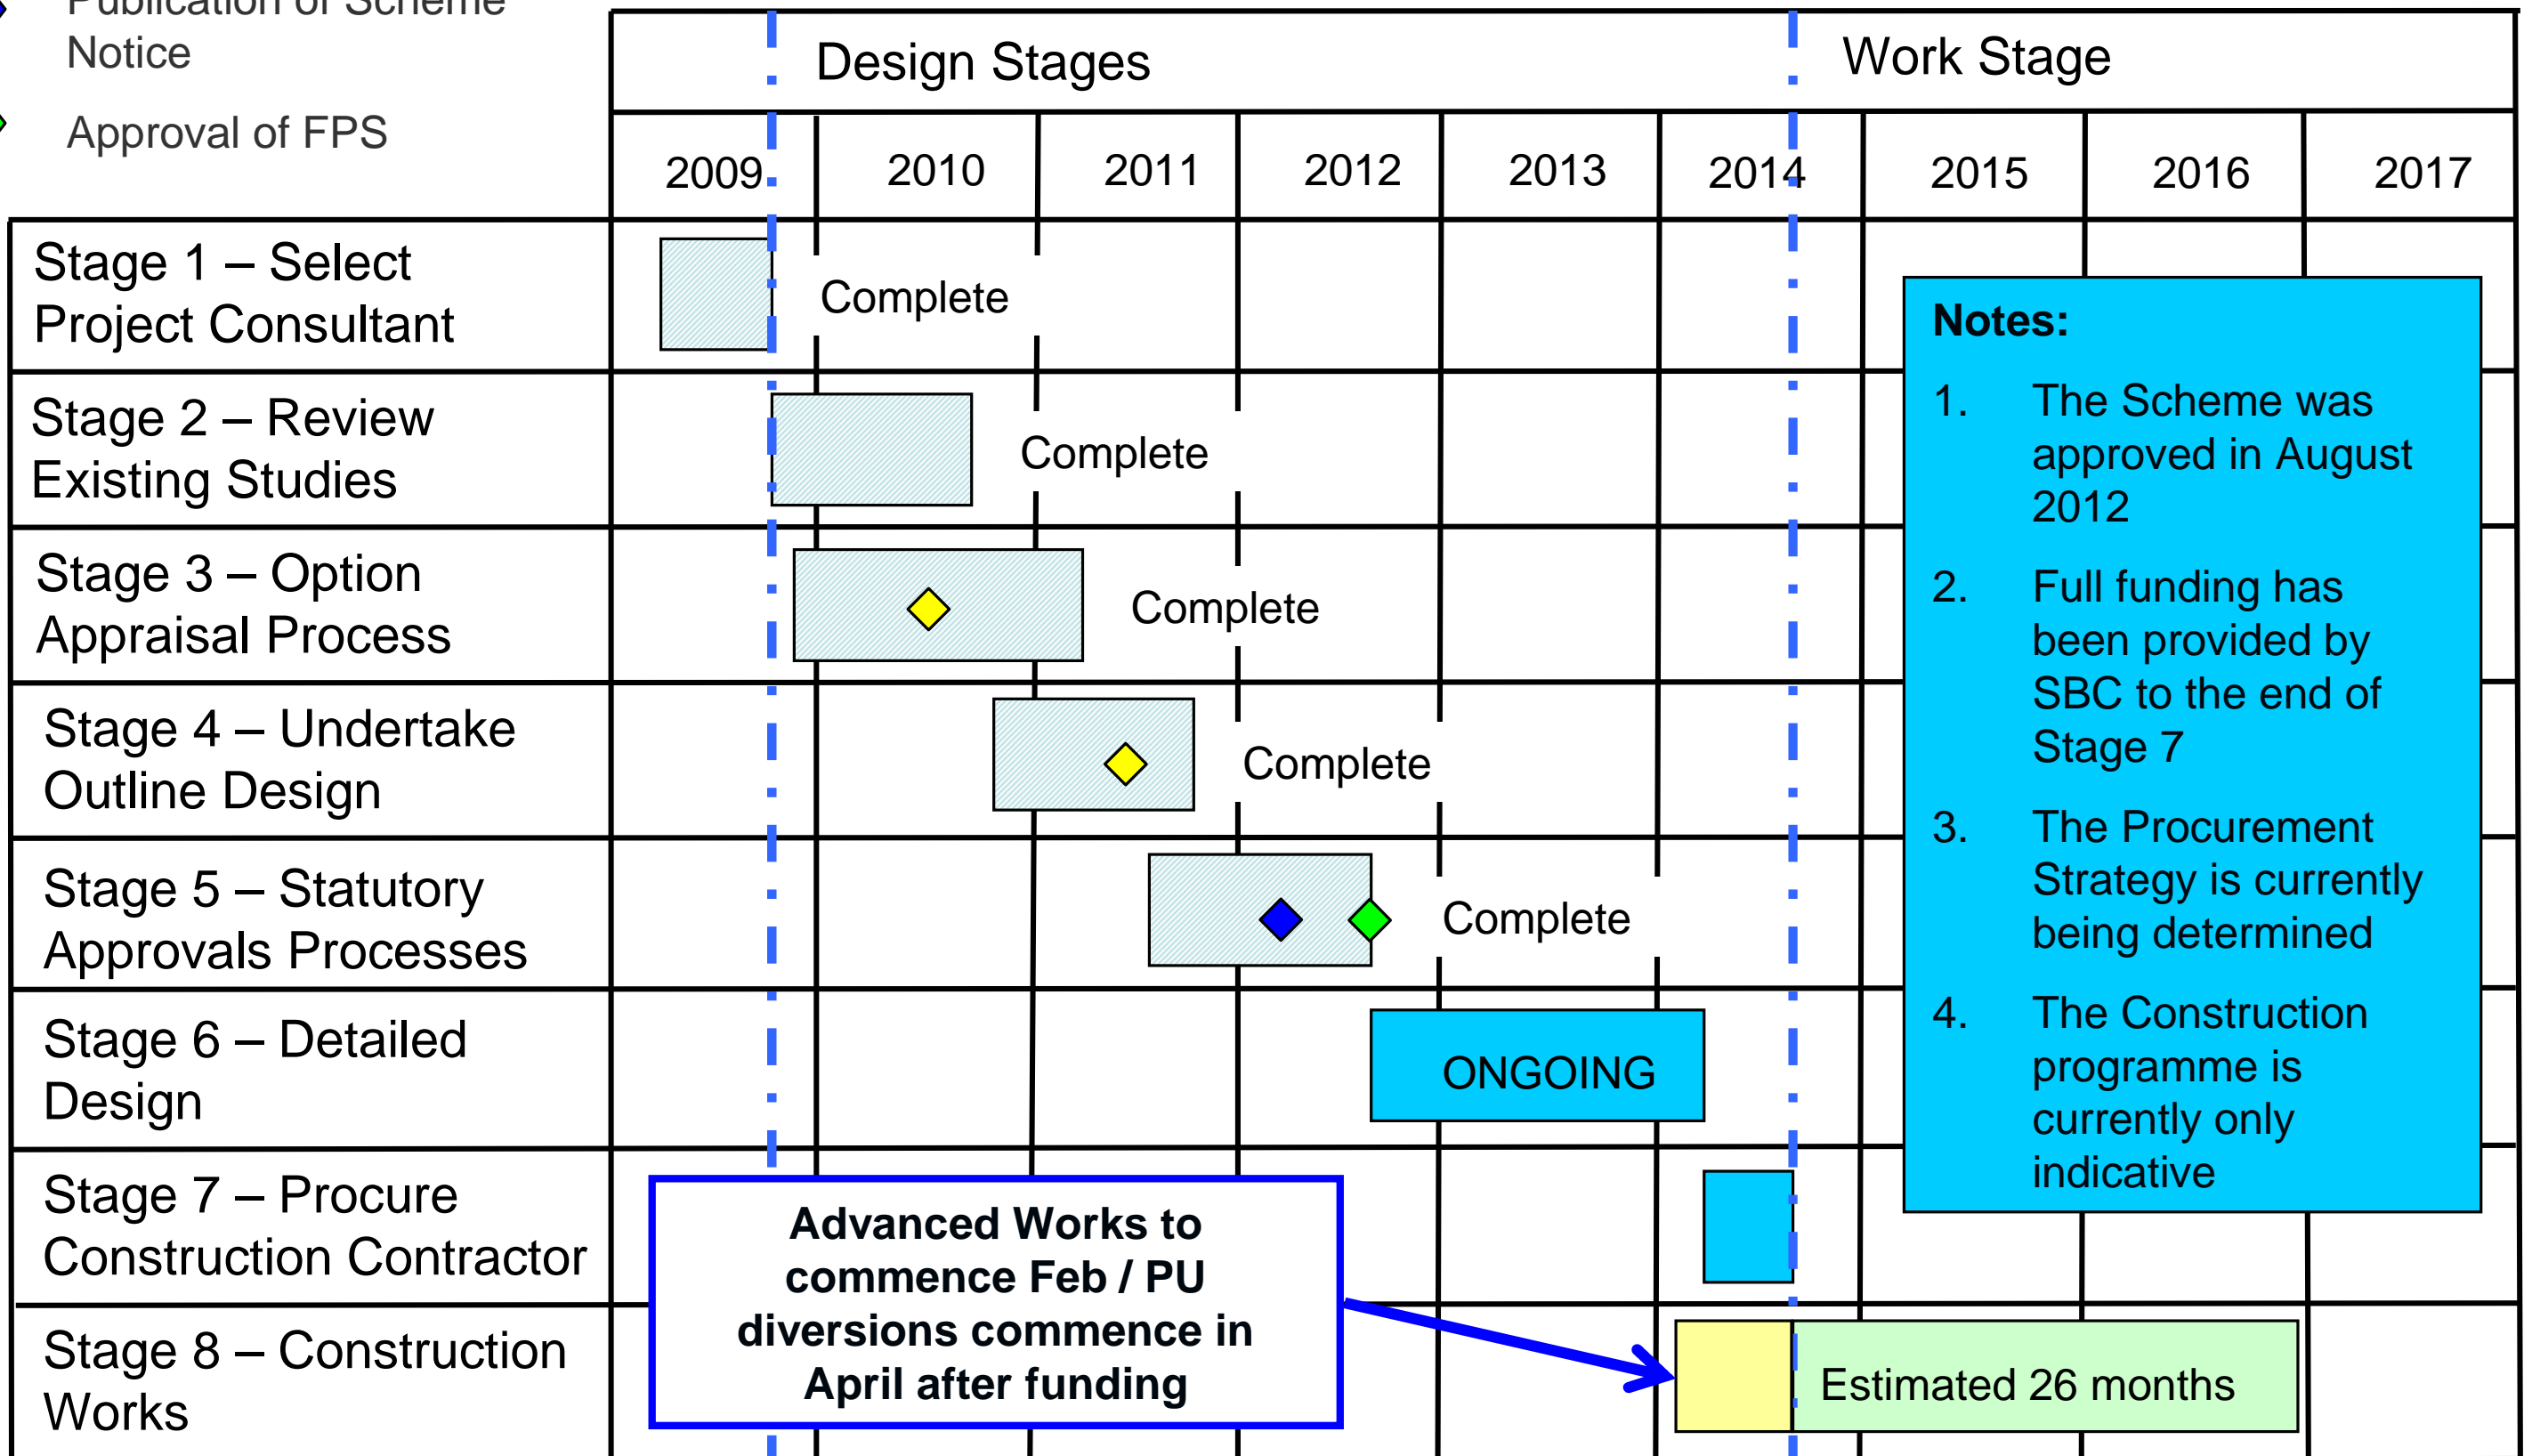 Publication of Scheme
Notice
Approval of FPS
Design Stages
Work Stage
2009 2010 2011 2012 2013 2014 2015 2016 2017
Stage 1 – Select
Project Consultant
Complete
Stage 2 – Review
Existing Studies
Complete
Stage 3 – Option
Appraisal Process
Complete
Stage 4 – Undertake
Outline Design
Complete
Stage 5 – Statutory
Approvals Processes
Complete
Stage 6 – Detailed
Design
ONGOING
Stage 7 – Procure
Construction Contractor
Stage 8 – Construction
Works
Advanced Works to
commence Feb / PU
diversions commence in
April after funding
Estimated 26 months
Notes:
1. The Scheme was
approved in August
2012
2. Full funding has
been provided by
SBC to the end of
Stage 7
3. The Procurement
Strategy is currently
being determined
4. The Construction
programme is
currently only
indicative